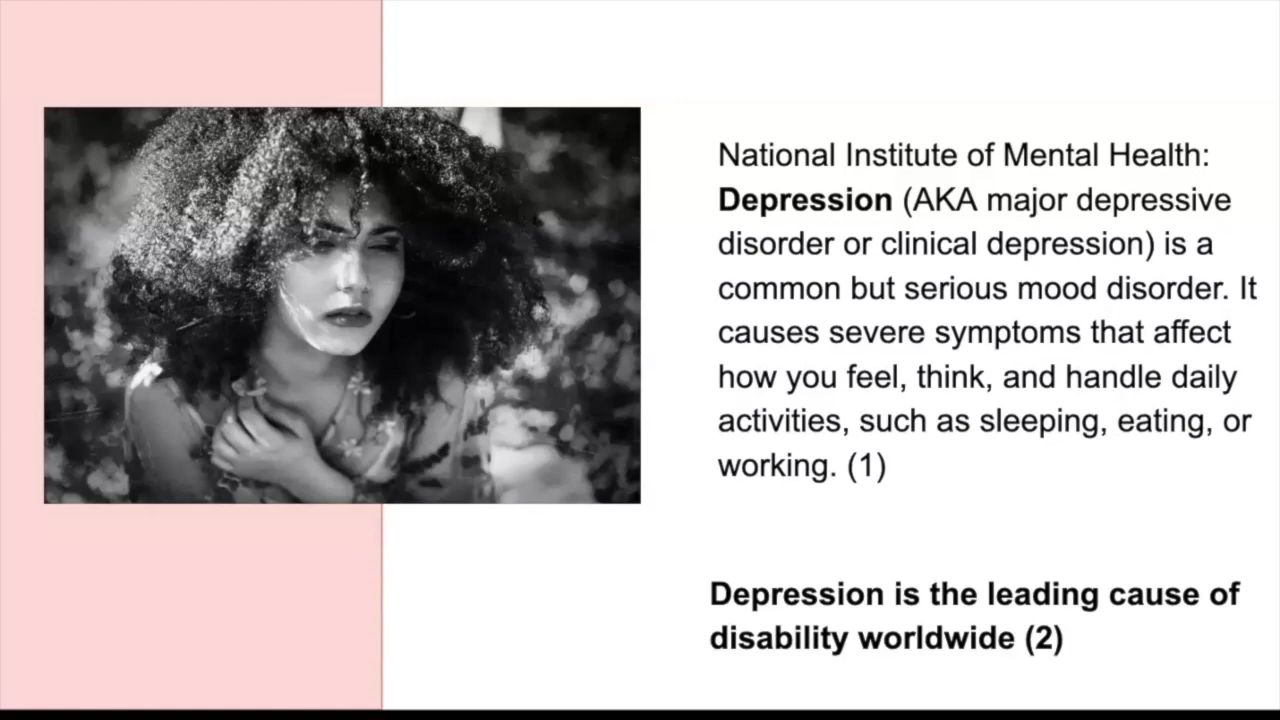 National Institute of Mental Health:
Depression (AKA major depressive
disorder or clinical depression) is a
common but serious mood disorder. It
causes severe symptoms that affect
how you feel, think, and handle daily
activities, such as sleeping, eating, or
working. (1)
Depression is the leading cause of
disability worldwide (2)